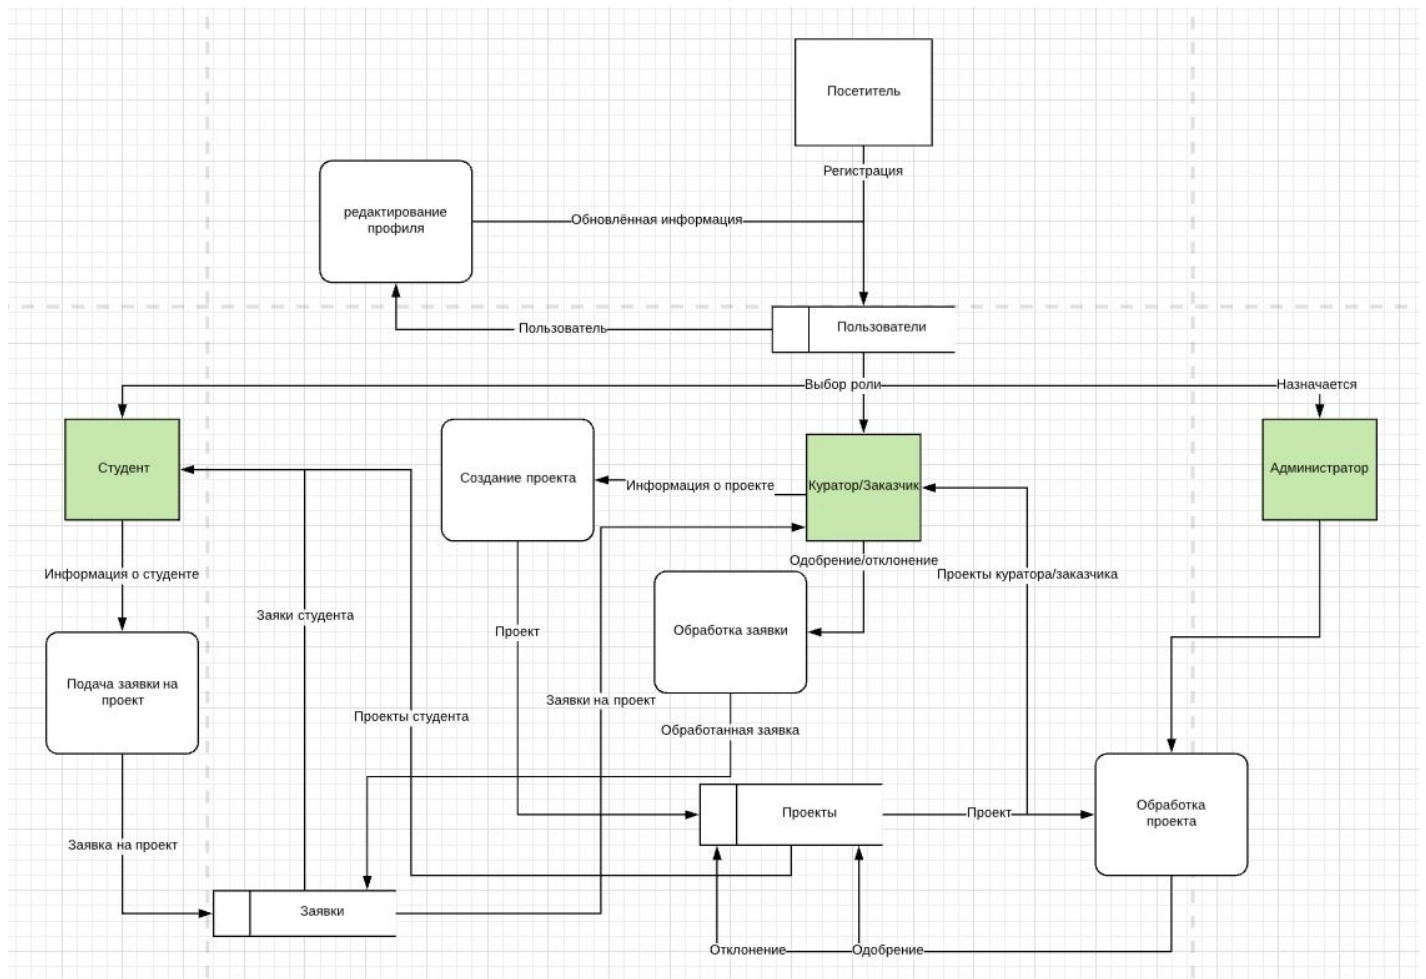 Посетитель
Регистрация
редактирование
профиля
Обновлённая информация
Пользователь
Пользователи
Выбор роли
Назначается
Студент
Создание проекта
Информация о проекте
Куратор/Заказчик
Администратор
Одобрение/отклонение
Информация о студенте
Проекты куратора/заказчика
Заяки студента
Проект
Обработка заявки
Подача заявки на
проект
Заявки на проект
Проекты студента
Обработанная заявка
Проекты
Проект
Обработка
проекта
Заявка на проект
Заявки
Отклонение
Одобрение